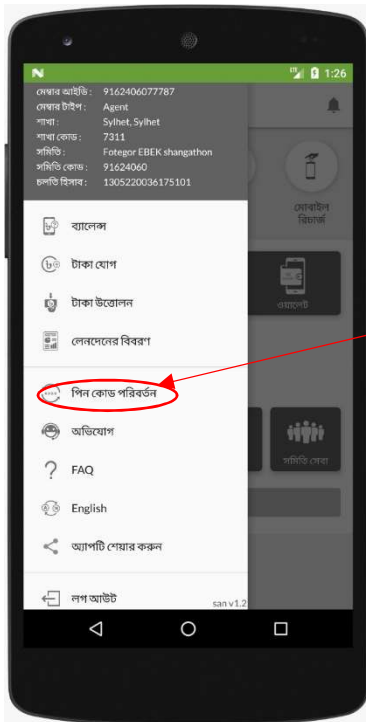 1:26
মেম্বার আইডি : 9162406077787
মেম্বার টাইপ : Agent
শাখা : Sylhet, Sylhet
শাখা কোড : 7311
সমিতি : Fotegor EBEK shangathon
সমিতি কোড : 91624060
চলতি হিসাব : 1305220036175101
মোবাইল
রিচার্জ
ব্যালেন্স
টাকা যোগ
টাকা উত্তোলন
ওয়ালেট
লেনদেনের বিবরণ
পিন কোড পরিবর্তন
অভিযোগ
সমিতি সেবা
FAQ
English
অ্যাপটি শেয়ার করুন
লগ আউট
san v1.2